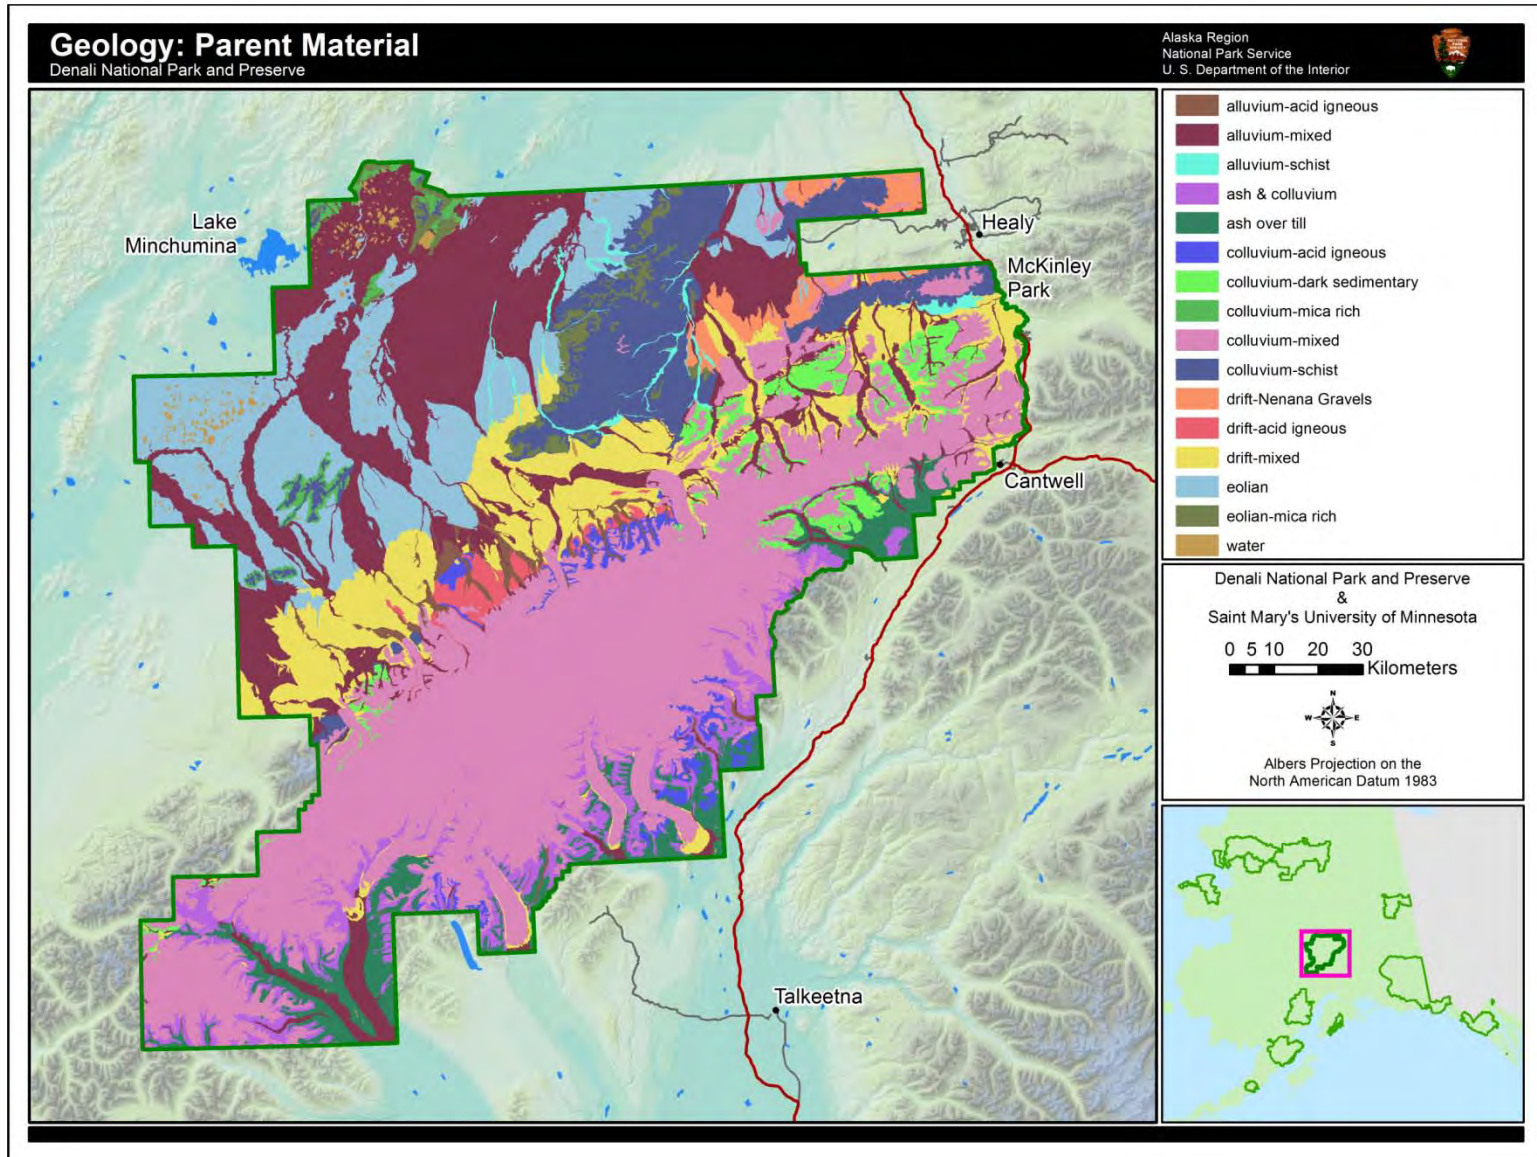 Geology: Parent Material
Denali National Park and Preserve
Alaska Region
National Park Service
U. S. Department of the Interior
Lake
Minchumina
Healy
McKinley
Park
Cantwell
Talkeetna
alluvium-acid igneous
alluvium-mixed
alluvium-schist
ash & colluvium
ash over till
colluvium-acid igneous
colluvium-dark sedimentary
colluvium-mica rich
colluvium-mixed
colluvium-schist
drift-Nenana Gravels
drift-acid igneous
drift-mixed
eolian
eolian-mica rich
water
Denali National Park and Preserve
&
Saint Mary's University of Minnesota
0 5 10 20 30
Kilometers
N
W E
S
Albers Projection on the
North American Datum 1983